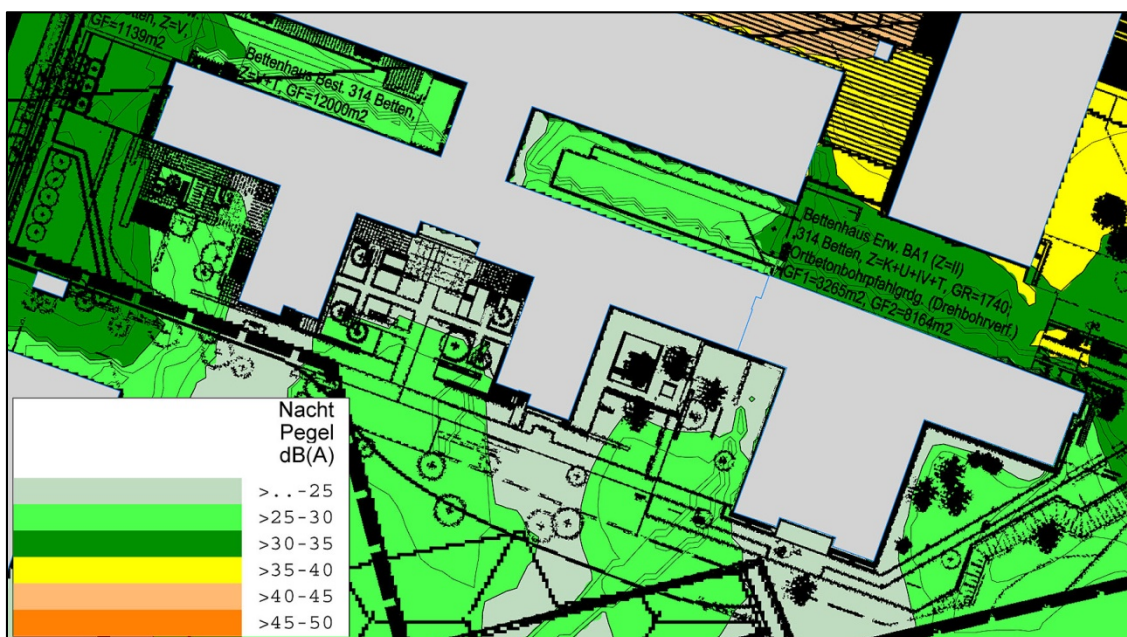 Betten, Z=V,
GF=1139m2
Bettenhaus Best. 314 Betten,
Z=V+T, GF=12000m2
Bettenhaus Erw. BA1 (Z=II)
314 Betten, Z=K+U+IV+T, GR=1740;
Ortbetonbohrpfahlgrdg. (Drehbohrverf.)
GF1=3265m2, GF2=8164m2
Nacht
Pegel
dB(A)
>..-25
>25-30
>30-35
>35-40
>40-45
>45-50